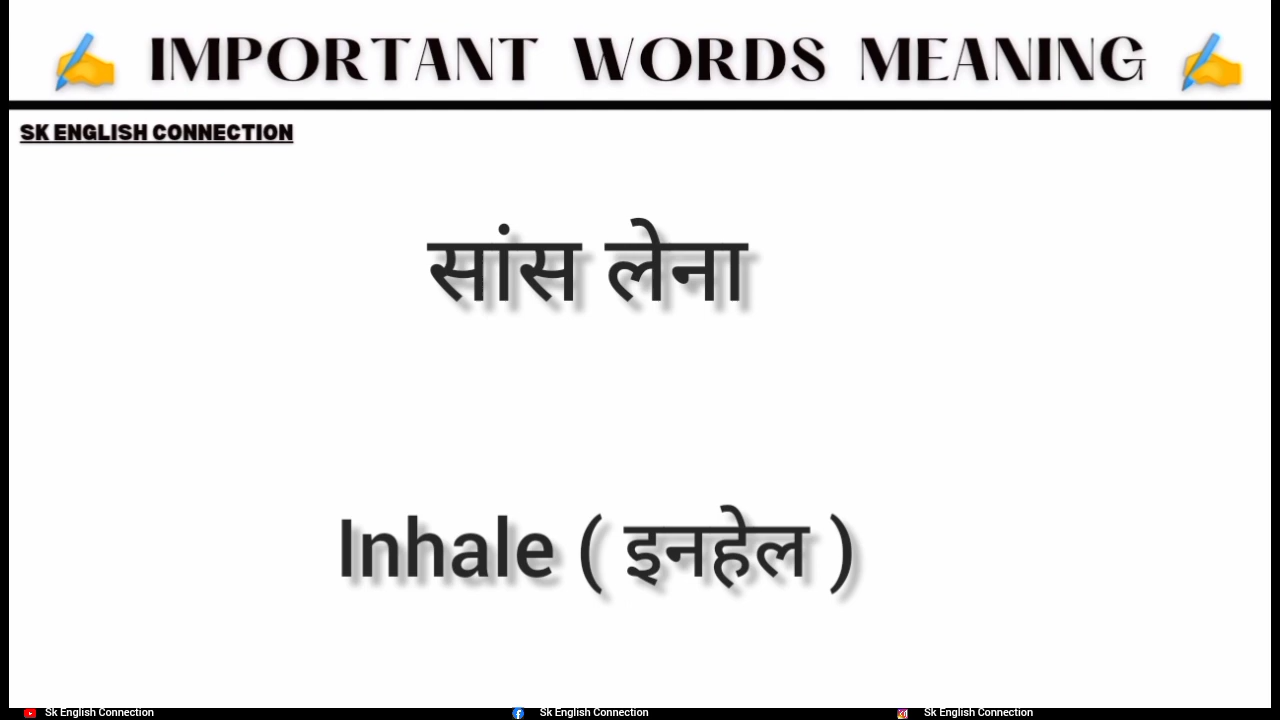 ✍️ IMPORTANT WORDS MEANING ✍️
SK ENGLISH CONNECTION
सांस लेना
Inhale ( इनहेल )
Sk English Connection Sk English Connection Sk English Connection